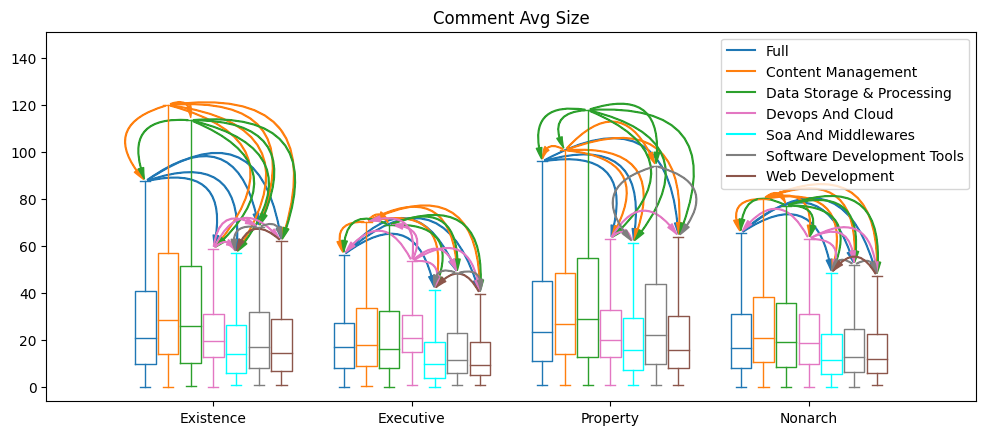 Comment Avg Size
140
120
100
80
60
40
20
0
Full
Content Management
Data Storage & Processing
Devops And Cloud
Soa And Middlewares
Software Development Tools
Web Development
Existence
Executive
Property
Nonarch